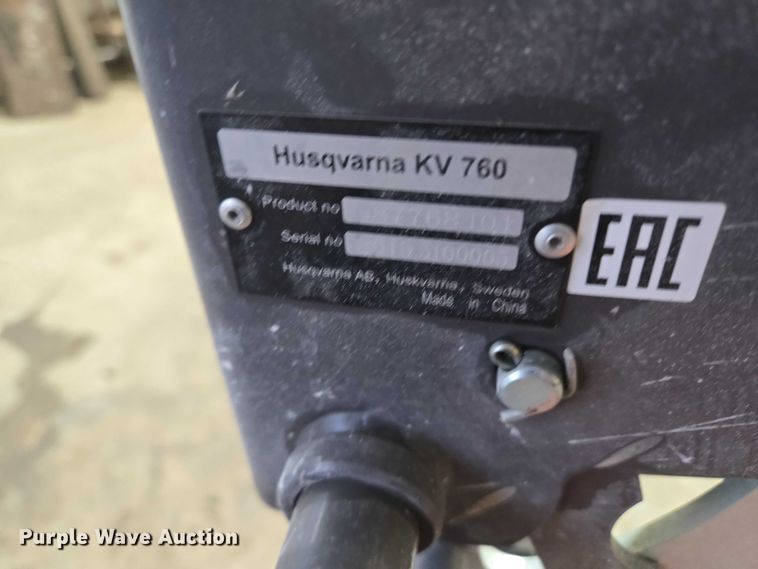 Husqvarna KV 760
Product no
Serial no
Husqvarna AB, Huskvarna, Sweden
Made in China
EAC
Purple Wave Auction